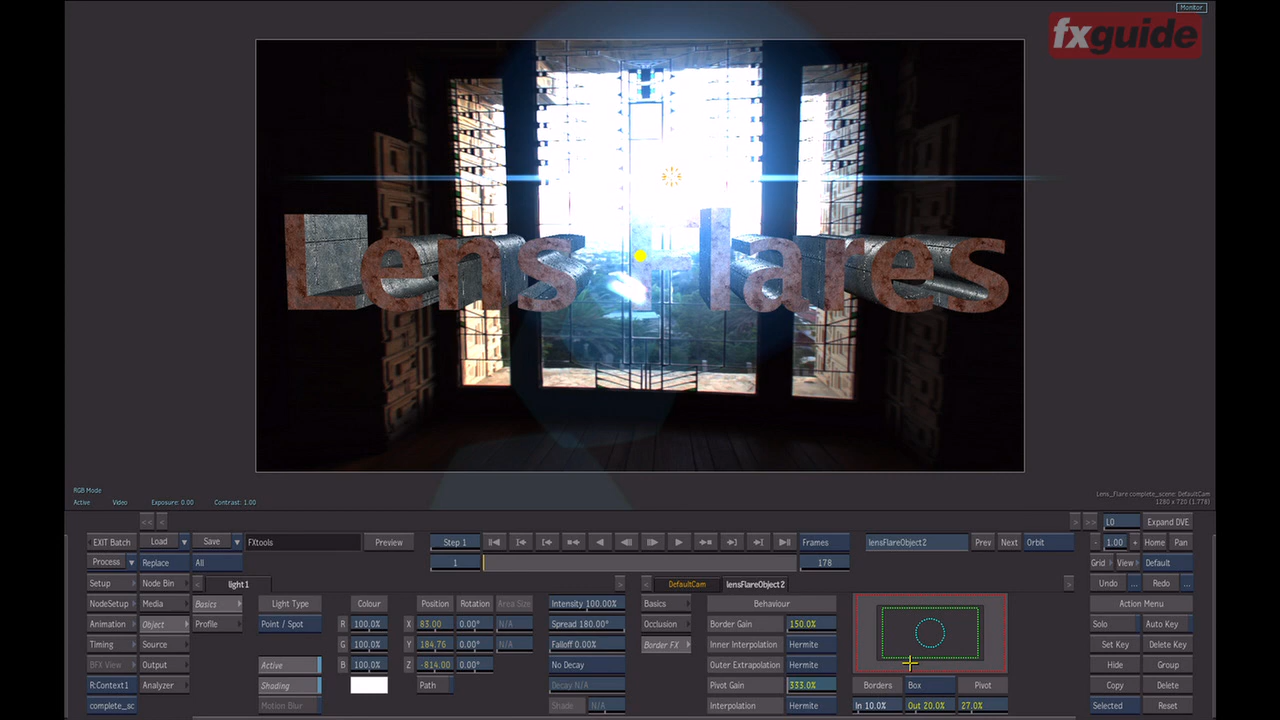 Monitor
fxguide
Lens Flares
RGB Mode
Active Video Exposure: 0.00 Contrast: 1.00
Lens_Flare complete_scene: DefaultCam
1280 x 720 (1.778)
<< < > >> L0 Expand DVE
EXIT Batch Load Save FXtools Preview Step 1 Frames lensFlareObject2 Prev Next Orbit - 1.00 + Home Pan
Process Replace All 1 178 Grid View Default
Setup Node Bin < light1 > < DefaultCam lensFlareObject2 > Undo ... Redo ...
NodeSetup Media Basics Light Type Colour Position Rotation Area Size Intensity 100.00% Basics Behaviour Action Menu
Animation Object Profile Point / Spot R 100.0% X 83.00 0.00° N/A Spread 180.00° Occlusion Border Gain 150.0% Solo Auto Key
Timing Source G 100.0% Y 184.76 0.00° N/A Falloff 0.00% Border FX Inner Interpolation Hermite Set Key Delete Key
BFX View Output Active B 100.0% Z -814.00 0.00° No Decay Outer Extrapolation Hermite Hide Group
R:Context1 Analyzer Shading Path Decay N/A Pivot Gain 333.0% Borders Box Pivot Copy Delete
complete_sc Motion Blur Shade N/A Interpolation Hermite In 10.0% Out 20.0% 27.0% Selected Reset